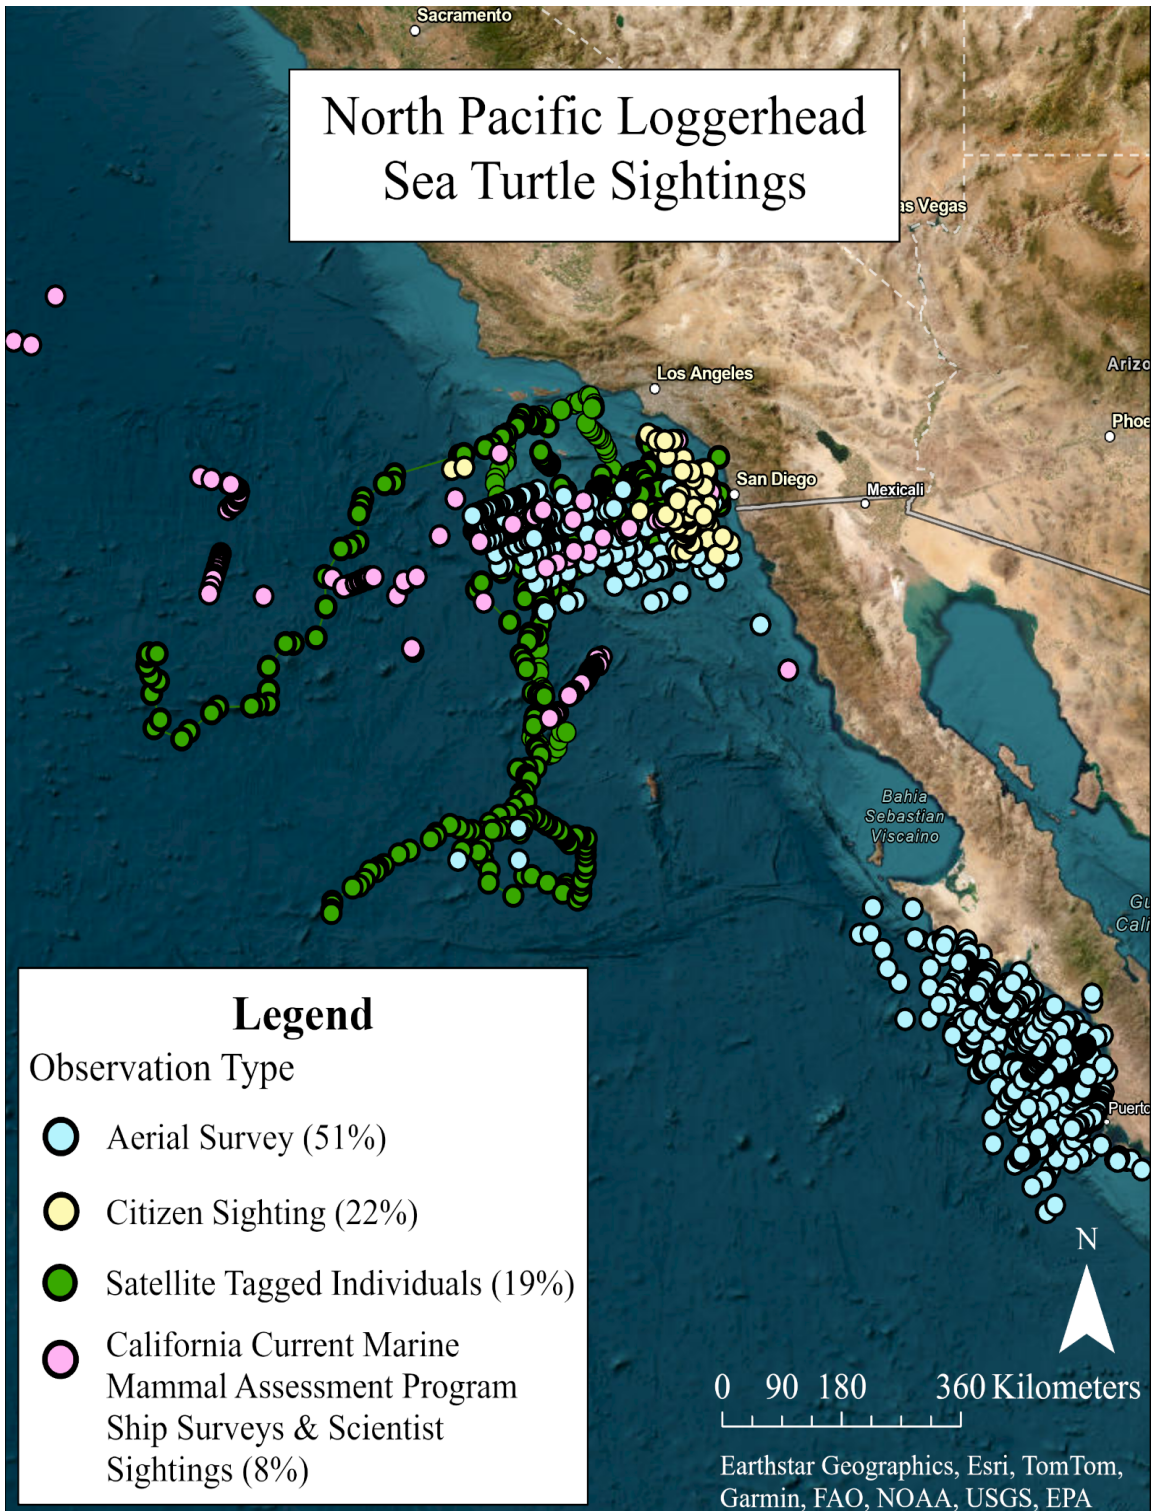 Sacramento
North Pacific Loggerhead
Sea Turtle Sightings
as Vegas
Los Angeles
Arizo
Phoe
San Diego
Mexicali
Bahia
Sebastian
Viscaino
Gu
Cali
Puerto
Legend
Observation Type
Aerial Survey (51%)
Citizen Sighting (22%)
Satellite Tagged Individuals (19%)
California Current Marine
Mammal Assessment Program
Ship Surveys & Scientist
Sightings (8%)
N
0 90 180 360 Kilometers
Earthstar Geographics, Esri, TomTom,
Garmin, FAO, NOAA, USGS, EPA